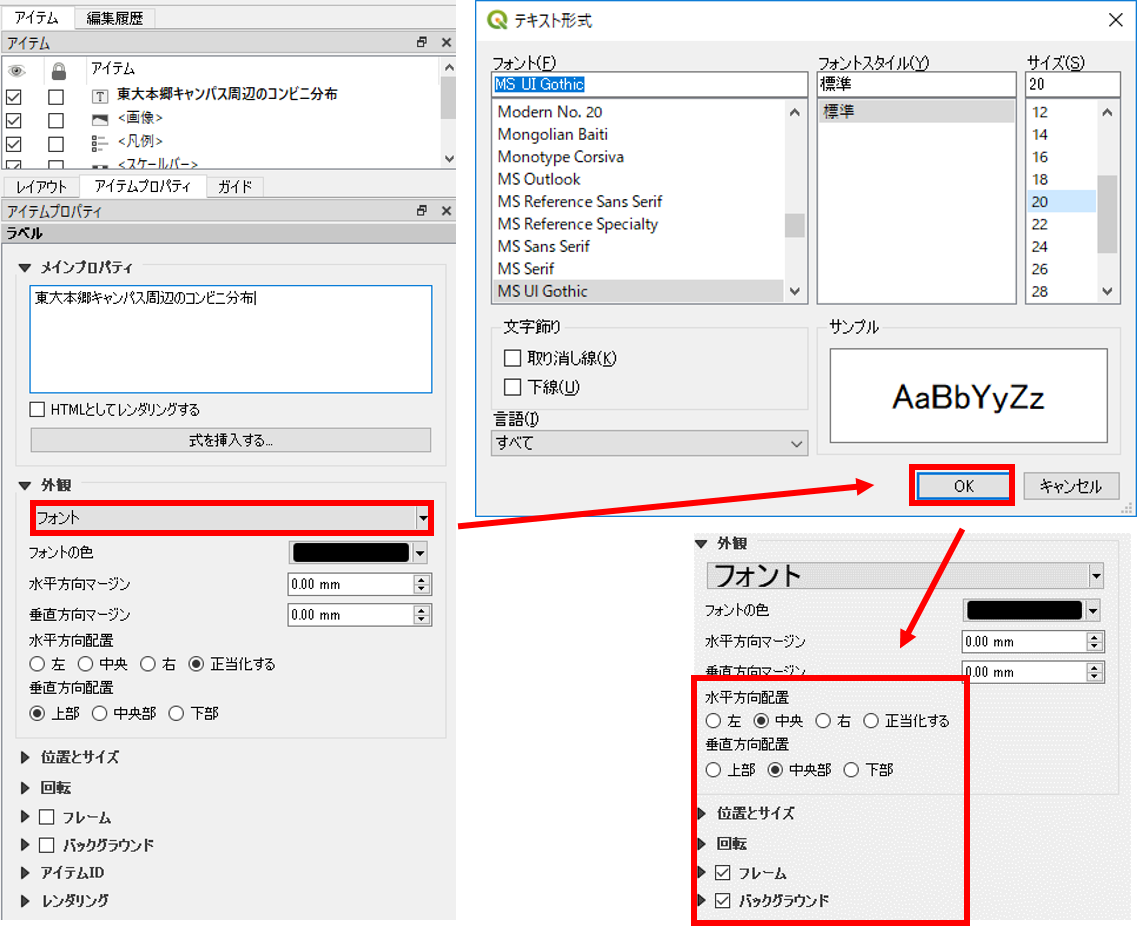 アイテム 編集履歴
アイテム
アイテム
東大本郷キャンパス周辺のコンビニ分布
<画像>
<凡例>
<スケールバー>
レイアウト アイテムプロパティ ガイド
アイテムプロパティ
ラベル
メインプロパティ
東大本郷キャンパス周辺のコンビニ分布
HTMLとしてレンダリングする
式を挿入する...
外観
フォント
フォントの色
水平方向マージン 0.00 mm
垂直方向マージン 0.00 mm
水平方向配置
左 中央 右 正当化する
垂直方向配置
上部 中央部 下部
位置とサイズ
回転
フレーム
バックグラウンド
アイテムID
レンダリング
テキスト形式
フォント(F) フォントスタイル(Y) サイズ(S)
MS UI Gothic 標準 20
Modern No. 20 標準 12
Mongolian Baiti 14
Monotype Corsiva 16
MS Outlook 18
MS Reference Sans Serif 20
MS Reference Specialty 22
MS Sans Serif 24
MS Serif 26
MS UI Gothic 28
文字飾り サンプル
取り消し線(K)
下線(U)
AaBbYyZz
言語(I)
すべて
OK キャンセル
外観
フォント
フォントの色
水平方向マージン 0.00 mm
垂直方向マージン 0.00 mm
水平方向配置
左 中央 右 正当化する
垂直方向配置
上部 中央部 下部
位置とサイズ
回転
フレーム
バックグラウンド